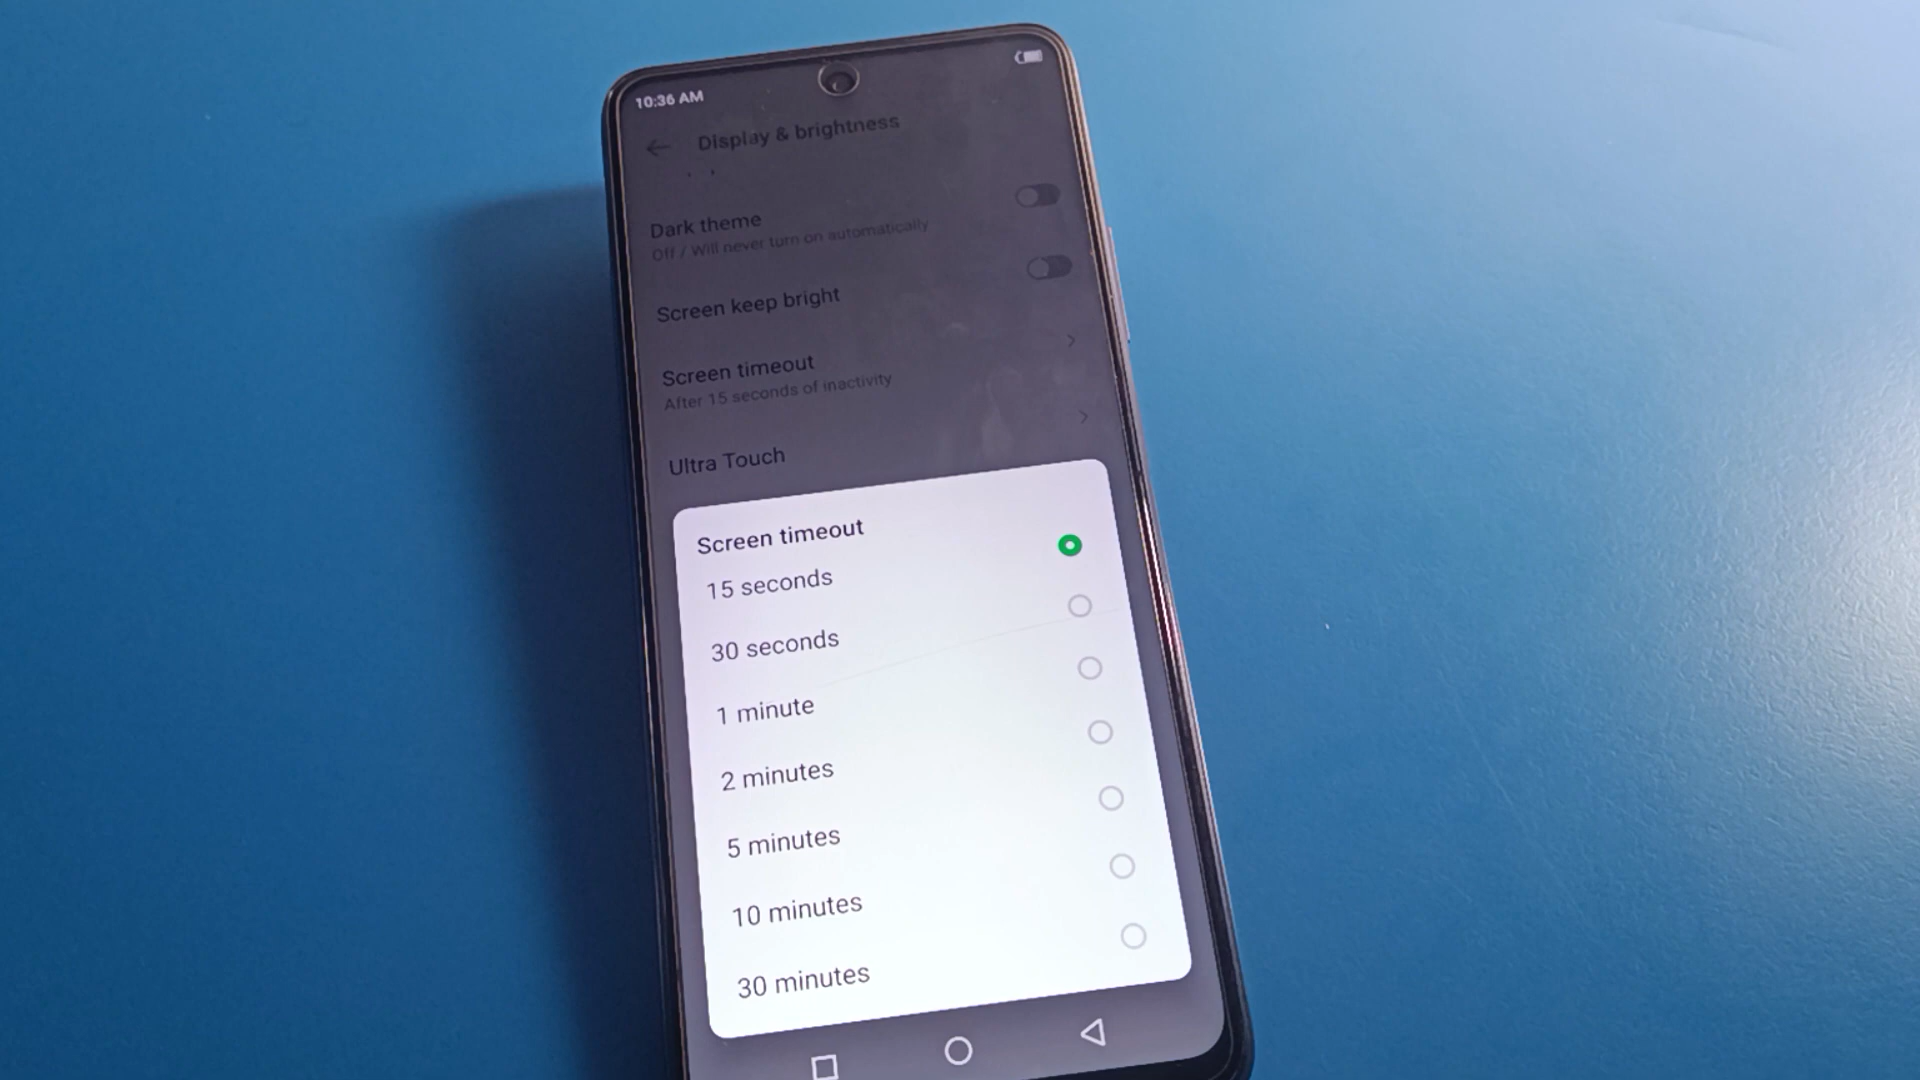 10:36 AM
Display & brightness
Dark theme
Off / Will never turn on automatically
Screen keep bright
Screen timeout
After 15 seconds of inactivity
Ultra Touch
Screen timeout
15 seconds
30 seconds
1 minute
2 minutes
5 minutes
10 minutes
30 minutes